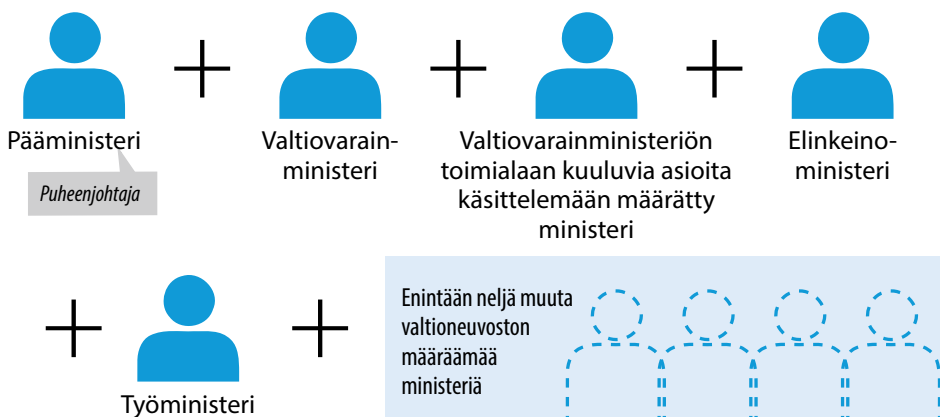 Pääministeri
Puheenjohtaja
Valtiovarain-
ministeri
Valtiovarainministeriön
toimialaan kuuluvia asioita
käsittelemään määrätty
ministeri
Elinkeino-
ministeri
Työministeri
Enintään neljä muuta
valtioneuvoston
määräämää
ministeriä